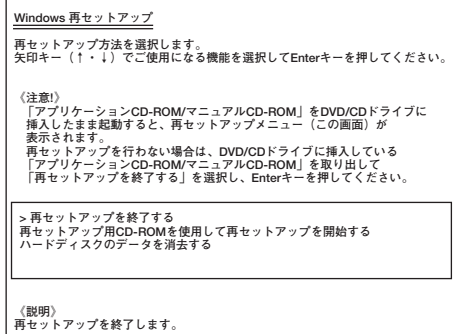 Windows 再セットアップ
再セットアップ方法を選択します。
矢印キー（↑・↓）でご使用になる機能を選択してEnterキーを押してください。
《注意!》
「アプリケーションCD-ROM/マニュアルCD-ROM」をDVD/CDドライブに
挿入したまま起動すると、再セットアップメニュー（この画面）が
表示されます。
再セットアップを行わない場合は、DVD/CDドライブに挿入している
「アプリケーションCD-ROM/マニュアルCD-ROM」を取り出して
「再セットアップを終了する」を選択し、Enterキーを押してください。
> 再セットアップを終了する
再セットアップ用CD-ROMを使用して再セットアップを開始する
ハードディスクのデータを消去する
《説明》
再セットアップを終了します。